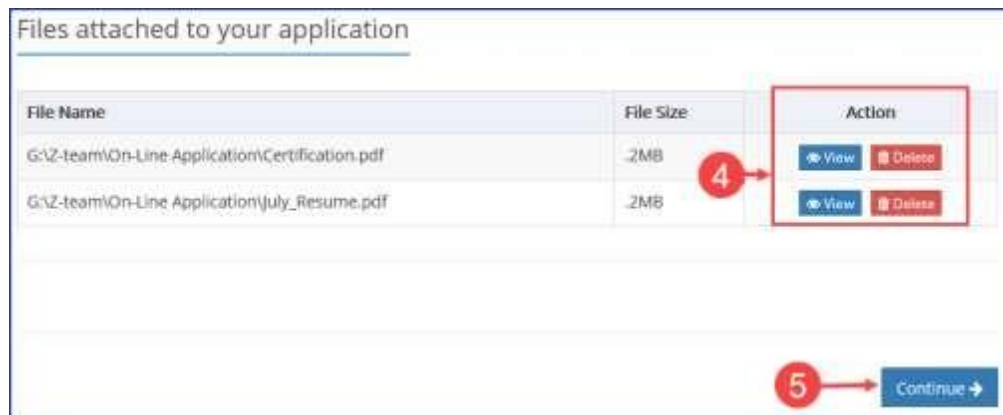 Files attached to your application
File Name File Size Action
G:\Z-team\On-Line Application\Certification.pdf .2MB View Delete
4
G:\Z-team\On-Line Application\July_Resume.pdf .2MB View Delete
5 Continue